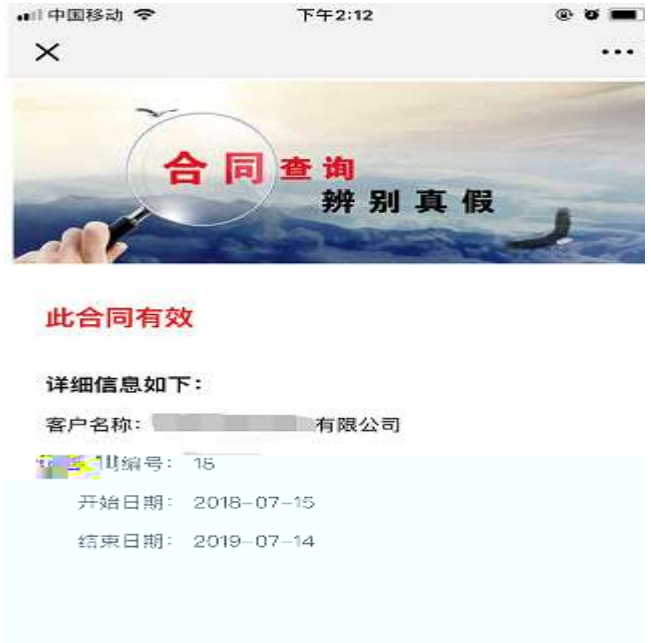 中国移动 下午2:12
合同查询
辨别真假
此合同有效
详细信息如下：
客户名称： 有限公司
编号： 18
开始日期： 2018-07-15
结束日期： 2019-07-14